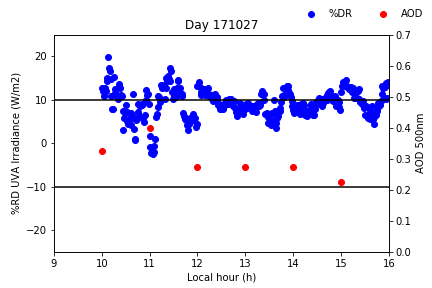 %DR AOD
Day 171027
%RD UVA Irradiance (W/m2)
20
10
0
−10
−20
0.7
0.6
0.5
0.4
0.3
0.2
0.1
0.0
AOD 500nm
9 10 11 12 13 14 15 16
Local hour (h)